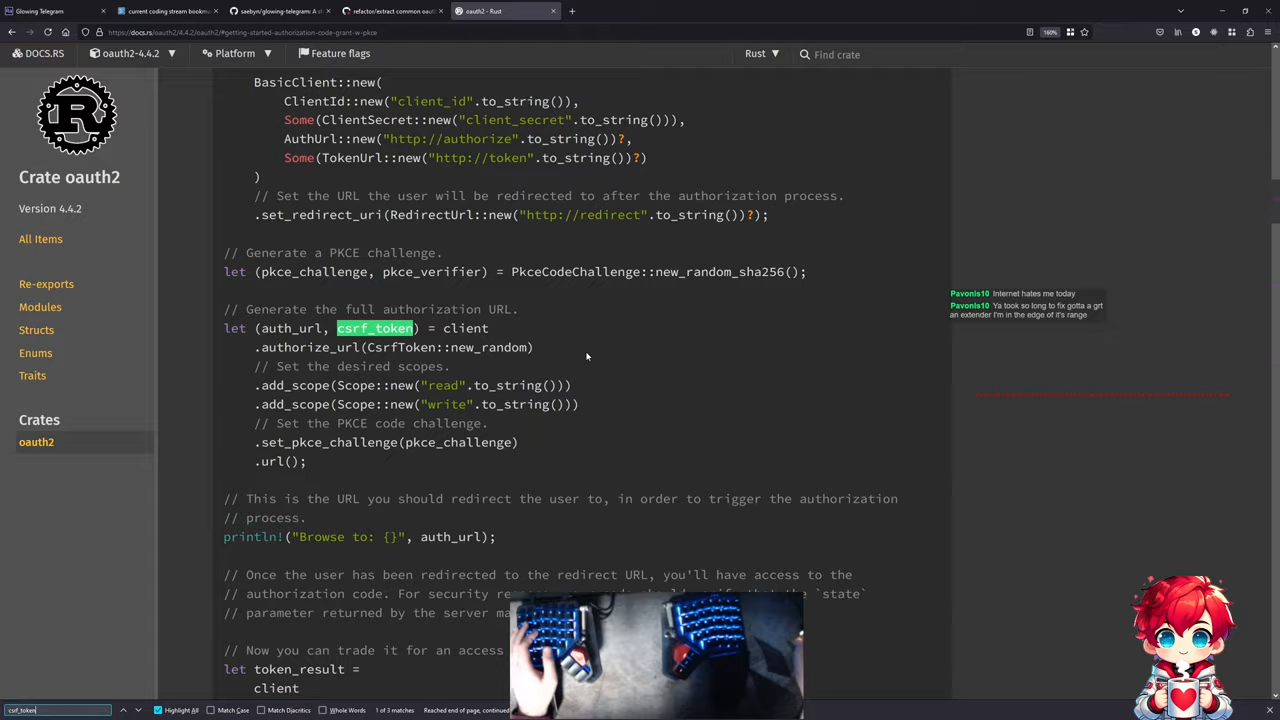 Glowing Telegram
current coding stream bookma
saebyn/glowing-telegram: A st
refactor/extract common oaut
oauth2 - Rust
https://docs.rs/oauth2/4.4.2/oauth2/#getting-started-authorization-code-grant-w-pkce
160%
DOCS.RS
oauth2-4.4.2
Platform
Feature flags
Rust
Find crate
Crate oauth2
Version 4.4.2
All Items
Re-exports
Modules
Structs
Enums
Traits
Crates
oauth2
BasicClient::new(
ClientId::new("client_id".to_string()),
Some(ClientSecret::new("client_secret".to_string())),
AuthUrl::new("http://authorize".to_string())?,
Some(TokenUrl::new("http://token".to_string())?)
)
// Set the URL the user will be redirected to after the authorization process.
.set_redirect_uri(RedirectUrl::new("http://redirect".to_string())?);
// Generate a PKCE challenge.
let (pkce_challenge, pkce_verifier) = PkceCodeChallenge::new_random_sha256();
// Generate the full authorization URL.
let (auth_url, csrf_token) = client
.authorize_url(CsrfToken::new_random)
// Set the desired scopes.
.add_scope(Scope::new("read".to_string()))
.add_scope(Scope::new("write".to_string()))
// Set the PKCE code challenge.
.set_pkce_challenge(pkce_challenge)
.url();
// This is the URL you should redirect the user to, in order to trigger the authorization
// process.
println!("Browse to: {}", auth_url);
// Once the user has been redirected to the redirect URL, you'll have access to the
// authorization code. For security re
the `state`
// parameter returned by the server ma
// Now you can trade it for an access
let token_result =
client
Pavonis10 Internet hates me today
Pavonis10 Ya took so long to fix gotta a grt
an extender I'm in the edge of it's range
csrf_token
Highlight All
Match Case
Match Diacritics
Whole Words
1 of 3 matches
Reached end of page, continued